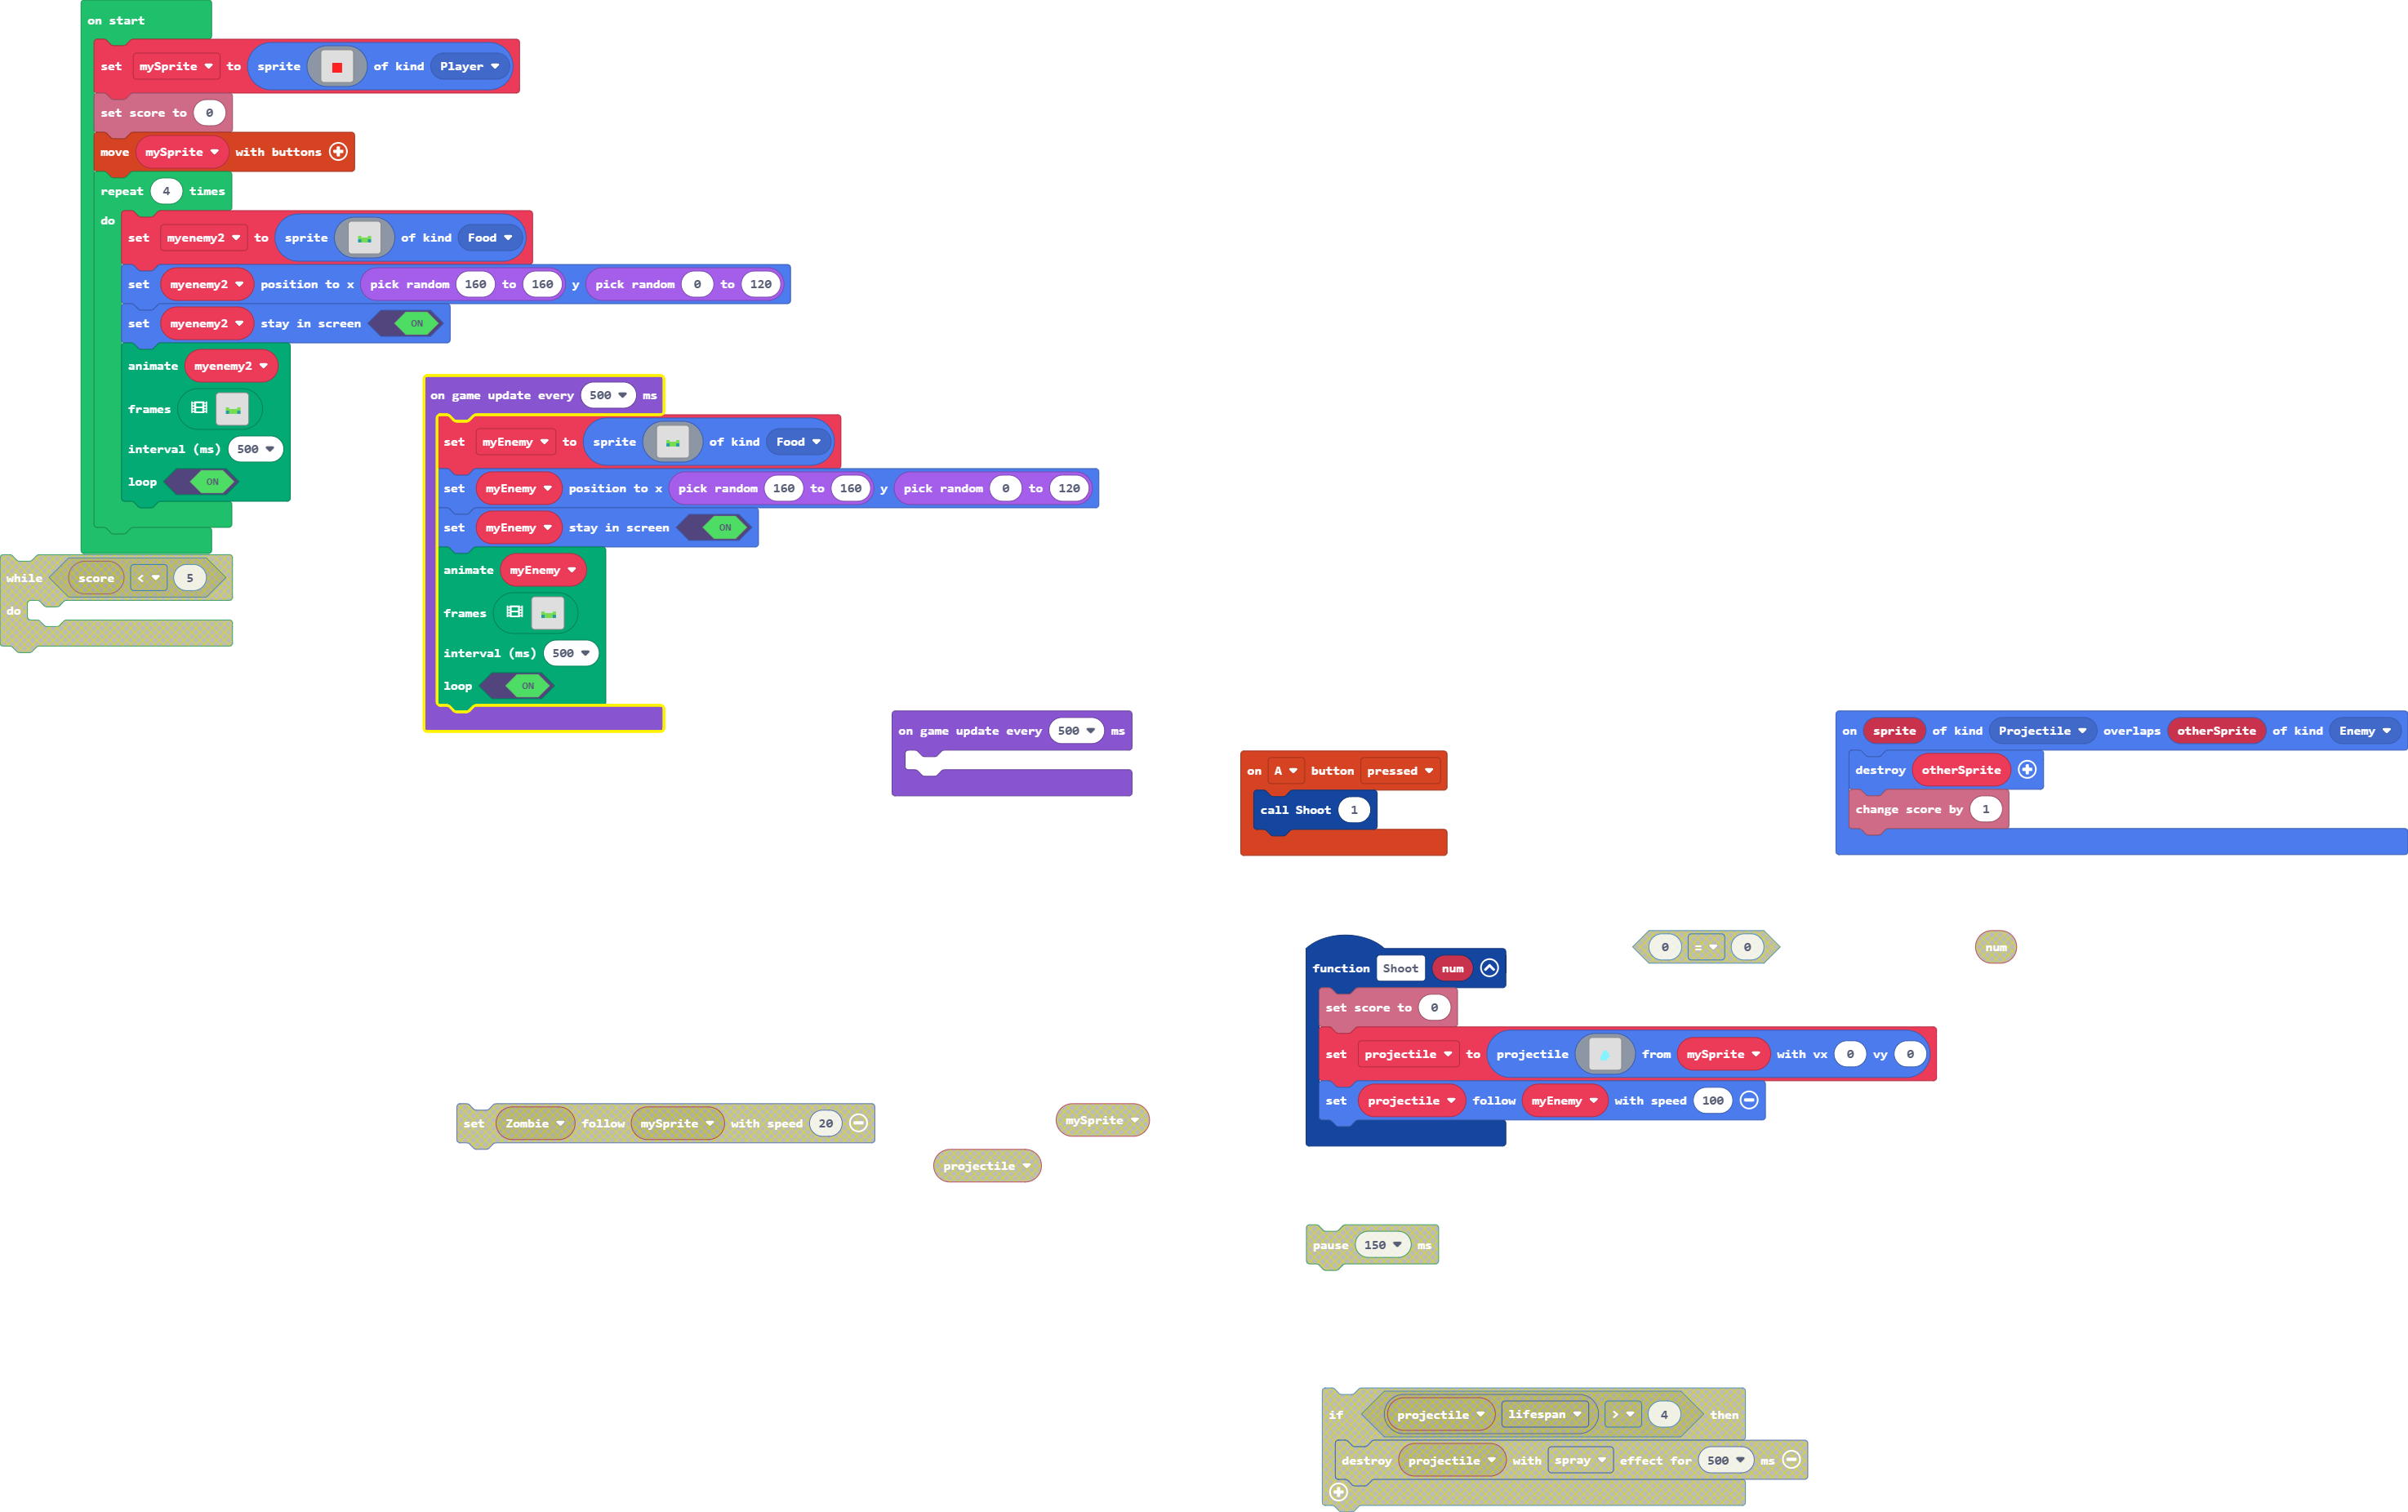 on start
set mySprite to sprite of kind Player
set score to 0
move mySprite with buttons
repeat 4 times
do
set myenemy2 to sprite of kind Food
set myenemy2 position to x pick random 160 to 160 y pick random 0 to 120
set myenemy2 stay in screen ON
animate myenemy2
frames
interval (ms) 500
loop ON
while score < 5
do
on game update every 500 ms
set myEnemy to sprite of kind Food
set myEnemy position to x pick random 160 to 160 y pick random 0 to 120
set myEnemy stay in screen ON
animate myEnemy
frames
interval (ms) 500
loop ON
on game update every 500 ms
on A button pressed
call Shoot 1
on sprite of kind Projectile overlaps otherSprite of kind Enemy
destroy otherSprite
change score by 1
0 = 0
num
function Shoot num
set score to 0
set projectile to projectile from mySprite with vx 0 vy 0
set projectile follow myEnemy with speed 100
set Zombie follow mySprite with speed 20
mySprite
projectile
pause 150 ms
if projectile lifespan > 4 then
destroy projectile with spray effect for 500 ms